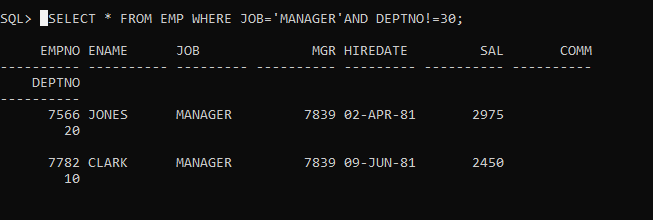 SQL> SELECT * FROM EMP WHERE JOB='MANAGER'AND DEPTNO!=30;
     EMPNO ENAME      JOB              MGR HIREDATE         SAL       COMM
---------- ---------- --------- ---------- --------- ---------- ----------
    DEPTNO
----------
      7566 JONES      MANAGER         7839 02-APR-81       2975
        20
      7782 CLARK      MANAGER         7839 09-JUN-81       2450
        10